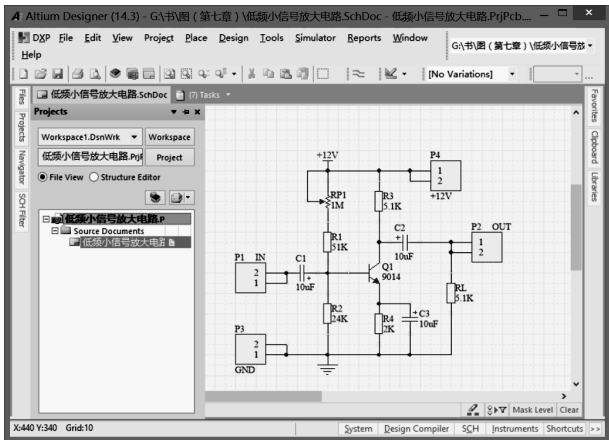 Altium Designer (14.3) - G:\书\图 ( 第七章 ) \低频小信号放大电路.SchDoc - 低频小信号放大电路.PrjPcb....
DXP File Edit View Project Place Design Tools Simulator Reports Window
G:\书\图 ( 第七章 ) \低频小信号放
Help
[No Variations]
低频小信号放大电路.SchDoc (7) Tasks
Projects
Workspace1.DsnWrk Workspace
低频小信号放大电路.Prj Project
File View Structure Editor
低频小信号放大电路.P
Source Documents
低频小信号放大电路
Files
Projects
Navigator
SCH Filter
Favorites
Clipboard
Libraries
+12V
P4
1
2
+12V
RP1
1M
R3
5.1K
R1
51K
C2
+
10uF
P2 OUT
1
2
P1 IN
2
1
C1
+
10uF
Q1
9014
RL
5.1K
R2
24K
R4
2K
+ C3
10uF
P3
2
1
GND
Mask Level Clear
X:440 Y:340 Grid:10
System Design Compiler SCH Instruments Shortcuts >>